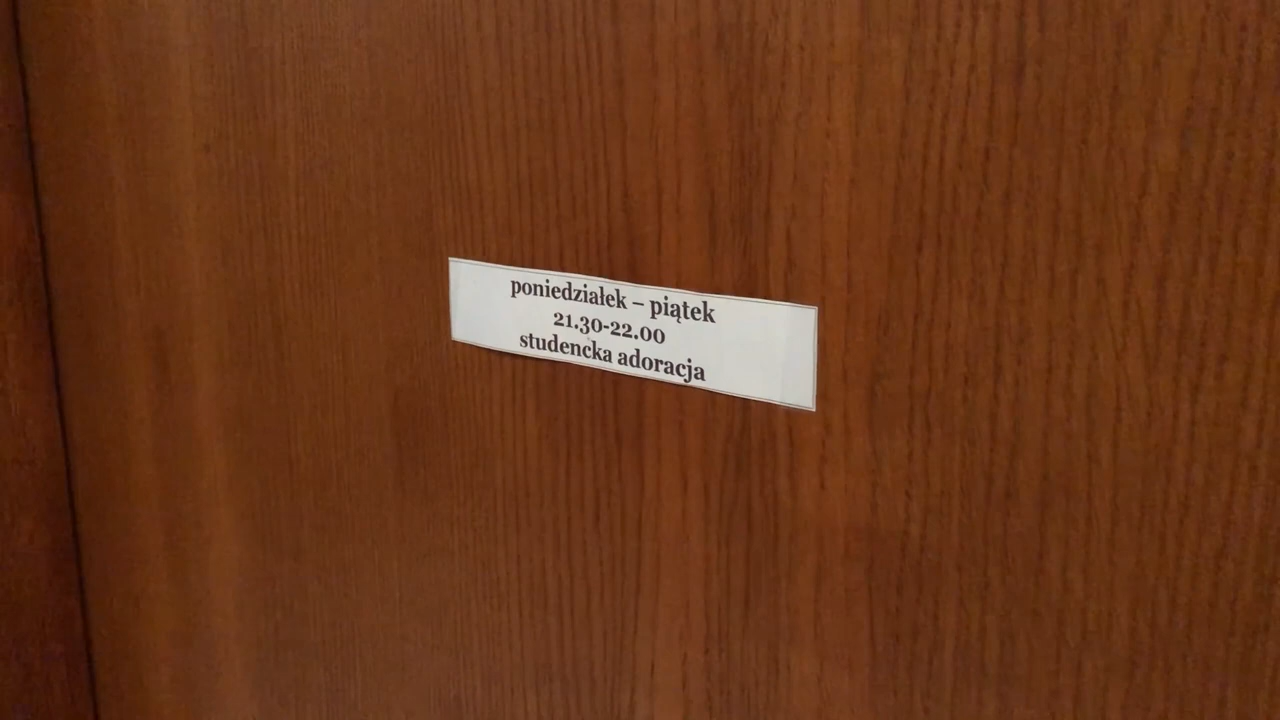 poniedziałek – piątek
21.30-22.00
studencka adoracja